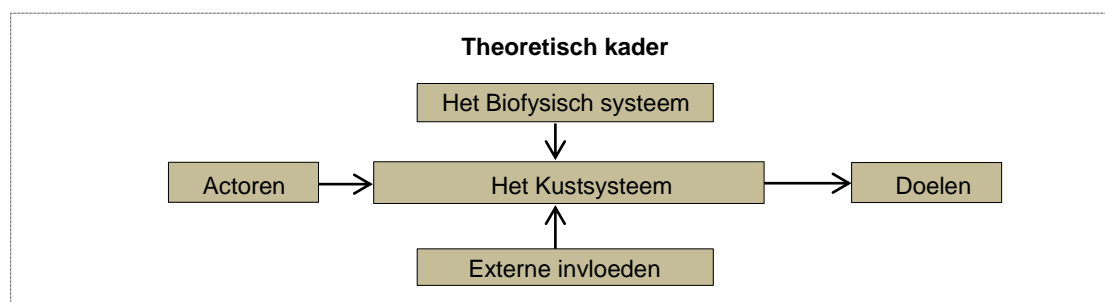 Theoretisch kader
Het Biofysisch systeem
Actoren
Het Kustsysteem
Doelen
Externe invloeden